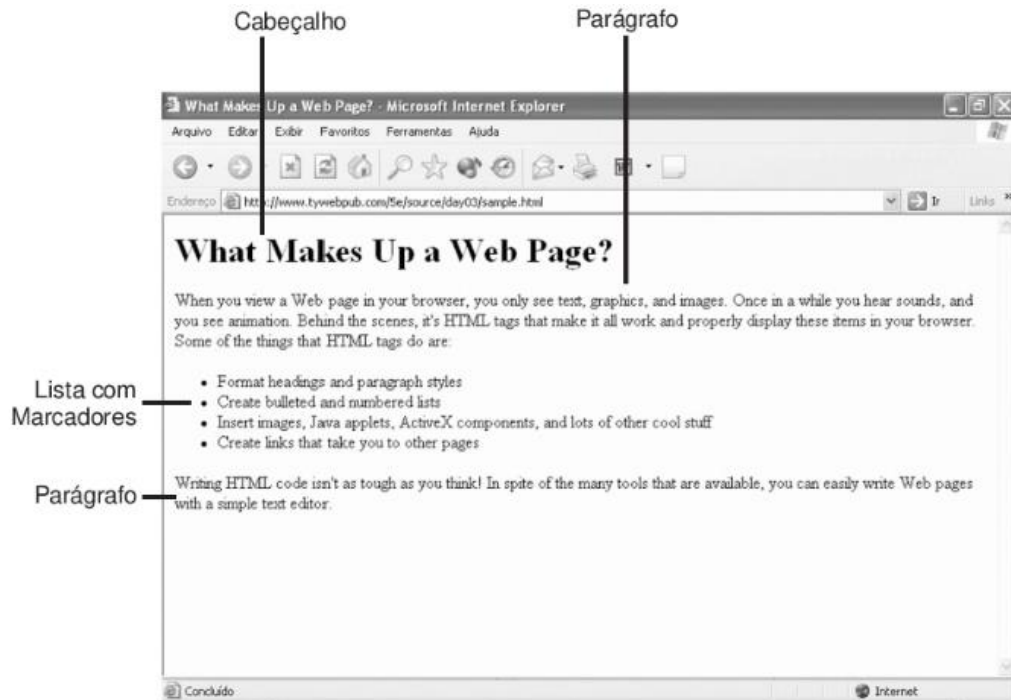 Cabeçalho
Parágrafo
What Makes Up a Web Page? - Microsoft Internet Explorer
Arquivo Editar Exibir Favoritos Ferramentas Ajuda
Endereço http://www.tywebpub.com/5e/source/day03/sample.html Ir Links
What Makes Up a Web Page?
When you view a Web page in your browser, you only see text, graphics, and images. Once in a while you hear sounds, and
you see animation. Behind the scenes, it's HTML tags that make it all work and properly display these items in your browser.
Some of the things that HTML tags do are:
Lista com
Marcadores
• Format headings and paragraph styles
• Create bulleted and numbered lists
• Insert images, Java applets, ActiveX components, and lots of other cool stuff
• Create links that take you to other pages
Parágrafo
Writing HTML code isn't as tough as you think! In spite of the many tools that are available, you can easily write Web pages
with a simple text editor.
Concluído Internet